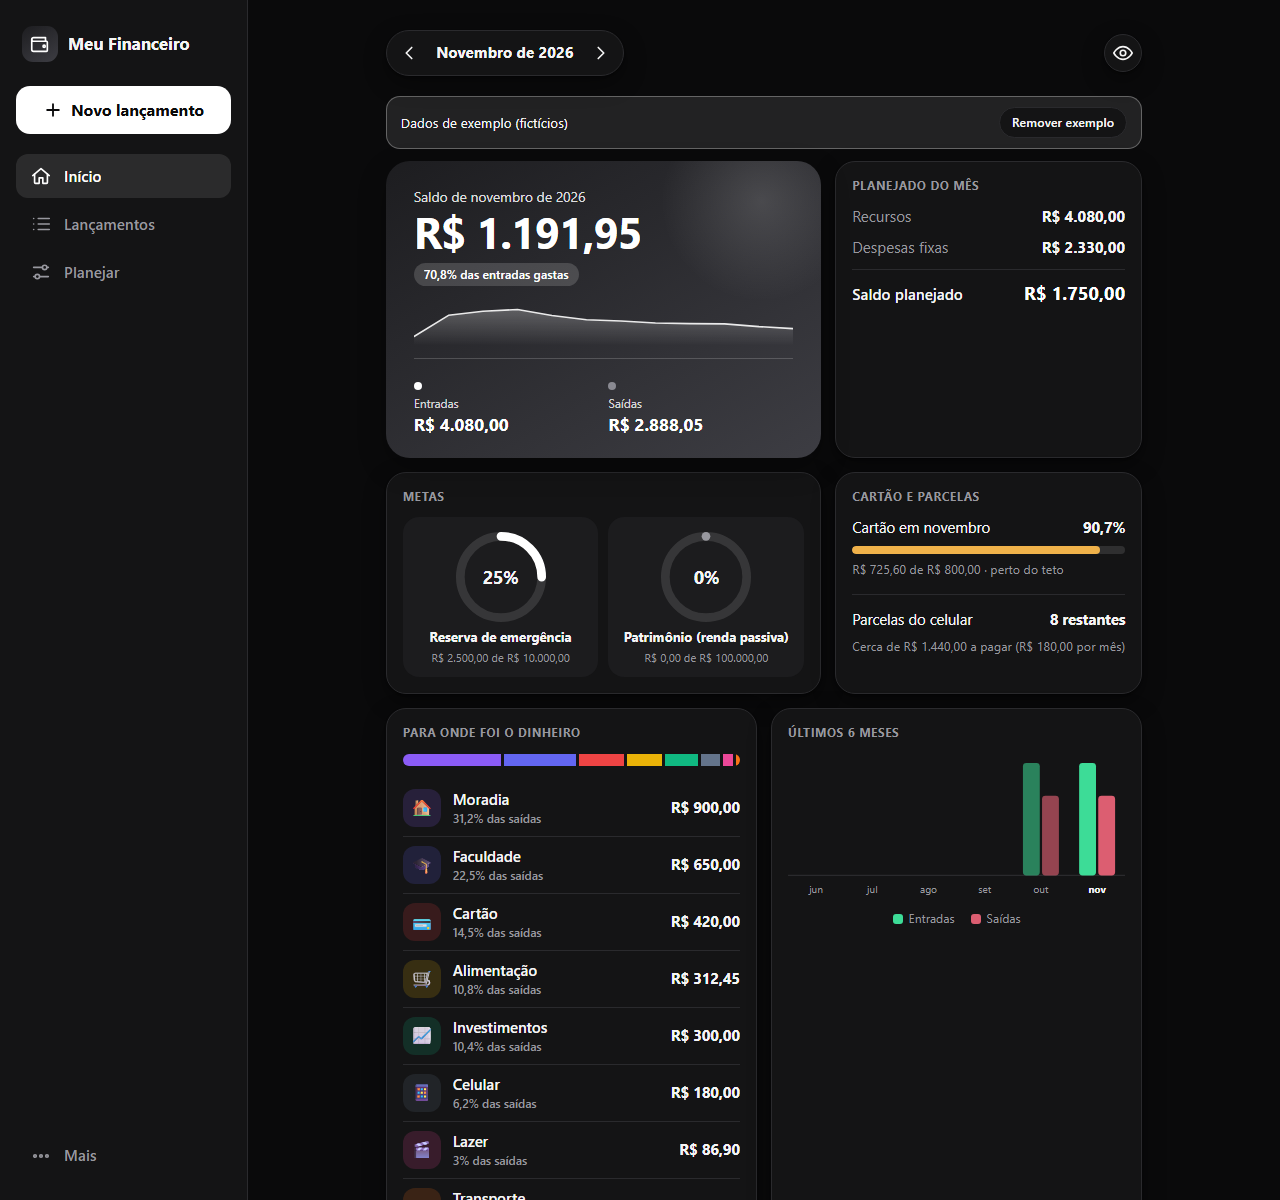 Meu Financeiro
Novo lançamento
Início
Lançamentos
Planejar
Mais
Novembro de 2026
Dados de exemplo (fictícios)
Remover exemplo
Saldo de novembro de 2026
R$ 1.191,95
70,8% das entradas gastas
Entradas
R$ 4.080,00
Saídas
R$ 2.888,05
PLANEJADO DO MÊS
Recursos R$ 4.080,00
Despesas fixas R$ 2.330,00
Saldo planejado R$ 1.750,00
METAS
25%
Reserva de emergência
R$ 2.500,00 de R$ 10.000,00
0%
Patrimônio (renda passiva)
R$ 0,00 de R$ 100.000,00
CARTÃO E PARCELAS
Cartão em novembro 90,7%
R$ 725,60 de R$ 800,00 · perto do teto
Parcelas do celular 8 restantes
Cerca de R$ 1.440,00 a pagar (R$ 180,00 por mês)
PARA ONDE FOI O DINHEIRO
Moradia
31,2% das saídas
R$ 900,00
Faculdade
22,5% das saídas
R$ 650,00
Cartão
14,5% das saídas
R$ 420,00
Alimentação
10,8% das saídas
R$ 312,45
Investimentos
10,4% das saídas
R$ 300,00
Celular
6,2% das saídas
R$ 180,00
Lazer
3% das saídas
R$ 86,90
Transporte
ÚLTIMOS 6 MESES
jun jul ago set out nov
Entradas Saídas